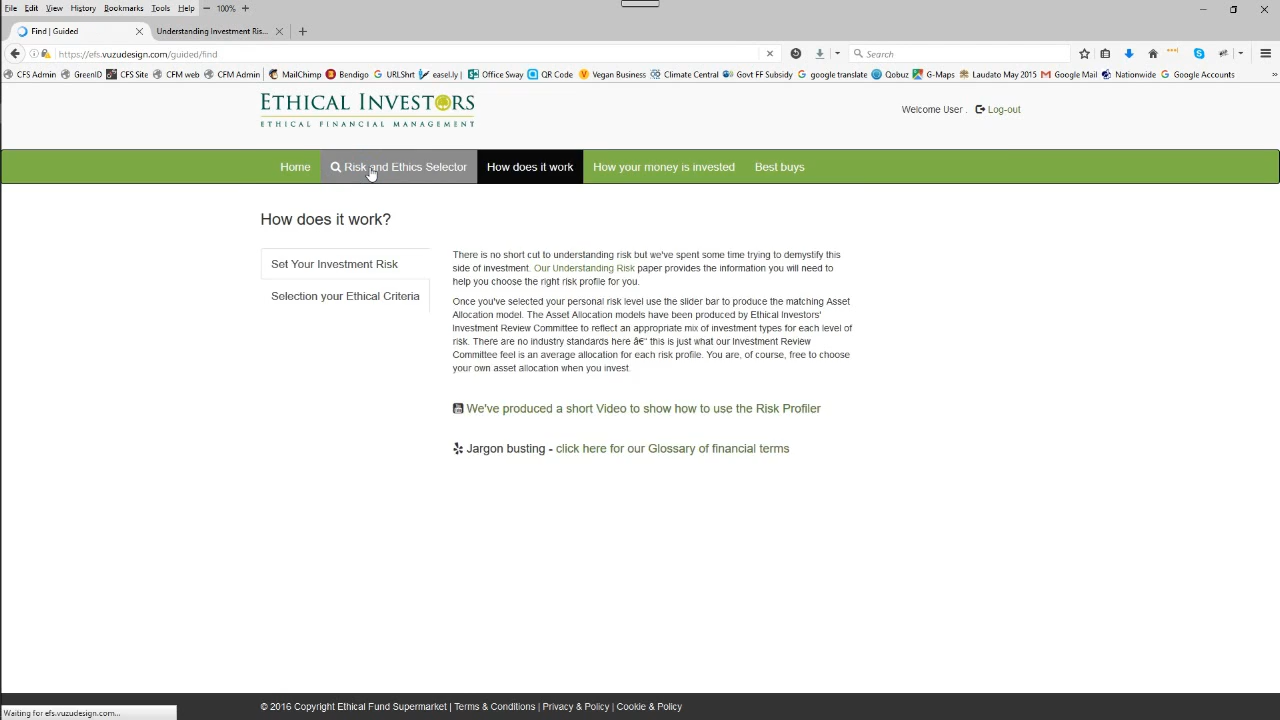 File Edit View History Bookmarks Tools Help − 100% +
Find | Guided × Understanding Investment Ris... × +
https://efs.vuzudesign.com/guided/find × Search
CFS Admin GreenID CFS Site CFM web CFM Admin MailChimp Bendigo URLShrt easel.ly Office Sway QR Code Vegan Business Climate Central Govt FF Subsidy google translate Qobuz G-Maps Laudato May 2015 Google Mail Nationwide Google Accounts »
ETHICAL INVESTORS
ETHICAL FINANCIAL MANAGEMENT
Welcome User . Log-out
Home Risk and Ethics Selector How does it work How your money is invested Best buys
How does it work?
Set Your Investment Risk
Selection your Ethical Criteria
There is no short cut to understanding risk but we've spent some time trying to demystify this
side of investment. Our Understanding Risk paper provides the information you will need to
help you choose the right risk profile for you.
Once you've selected your personal risk level use the slider bar to produce the matching Asset
Allocation model. The Asset Allocation models have been produced by Ethical Investors'
Investment Review Committee to reflect an appropriate mix of investment types for each level of
risk. There are no industry standards here â€“ this is just what our Investment Review
Committee feel is an average allocation for each risk profile. You are, of course, free to choose
your own asset allocation when you invest.
We've produced a short Video to show how to use the Risk Profiler
Jargon busting - click here for our Glossary of financial terms
© 2016 Copyright Ethical Fund Supermarket | Terms & Conditions | Privacy & Policy | Cookie & Policy
Waiting for efs.vuzudesign.com...